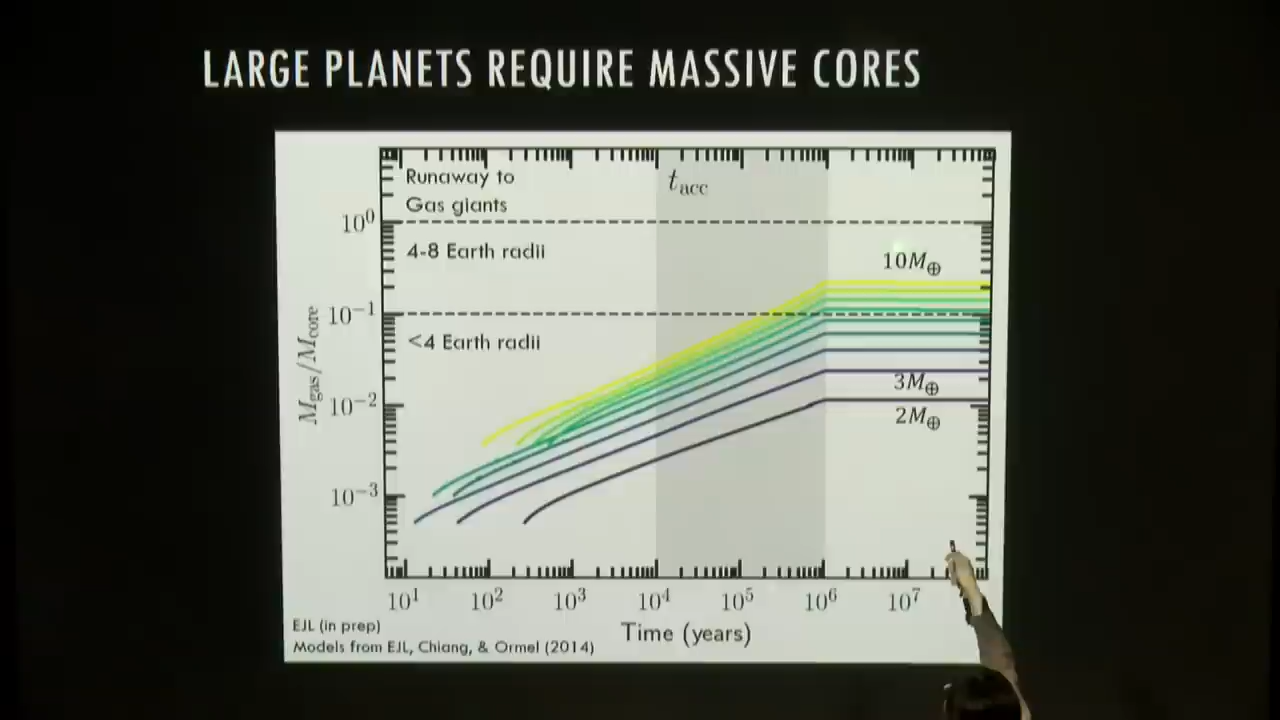 LARGE PLANETS REQUIRE MASSIVE CORES
Runaway to
Gas giants
t_acc
10^0
4-8 Earth radii
10M⊕
10^−1
<4 Earth radii
M_gas/M_core
3M⊕
10^−2
2M⊕
10^−3
10^1 10^2 10^3 10^4 10^5 10^6 10^7
Time (years)
EJL (in prep)
Models from EJL, Chiang, & Ormel (2014)